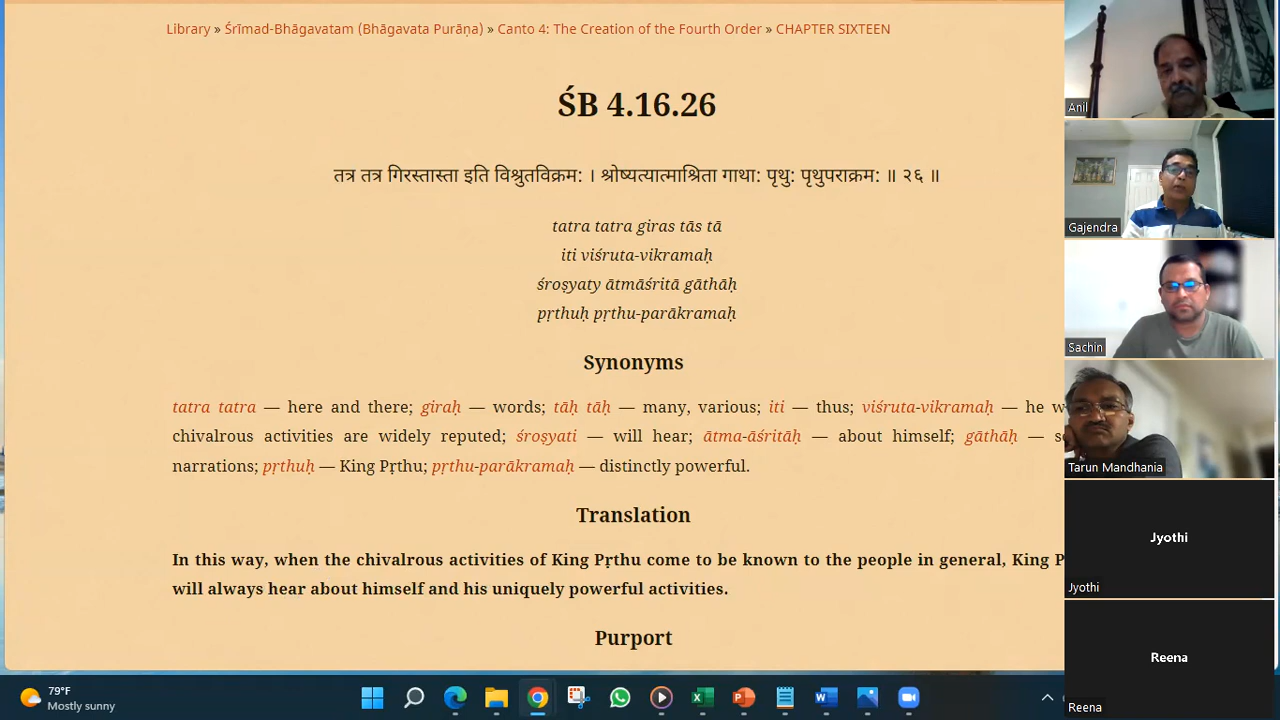 Library » Śrīmad-Bhāgavatam (Bhāgavata Purāṇa) » Canto 4: The Creation of the Fourth Order » CHAPTER SIXTEEN
ŚB 4.16.26
तत्र तत्र गिरस्तास्ता इति विश्रुतविक्रम: । श्रोष्यत्यात्माश्रिता गाथा: पृथु: पृथुपराक्रम: ॥ २६ ॥
tatra tatra giras tās tā
iti viśruta-vikramaḥ
śroṣyaty ātmāśritā gāthāḥ
pṛthuḥ pṛthu-parākramaḥ
Synonyms
tatra tatra — here and there; giraḥ — words; tāḥ tāḥ — many, various; iti — thus; viśruta-vikramaḥ — he
chivalrous activities are widely reputed; śroṣyati — will hear; ātma-āśritāḥ — about himself; gāthāḥ —
narrations; pṛthuḥ — King Pṛthu; pṛthu-parākramaḥ — distinctly powerful.
Translation
In this way, when the chivalrous activities of King Pṛthu come to be known to the people in general, King
will always hear about himself and his uniquely powerful activities.
Purport
Anil
Gajendra
Sachin
Tarun Mandhania
Jyothi
Jyothi
Reena
Reena
79°F
Mostly sunny